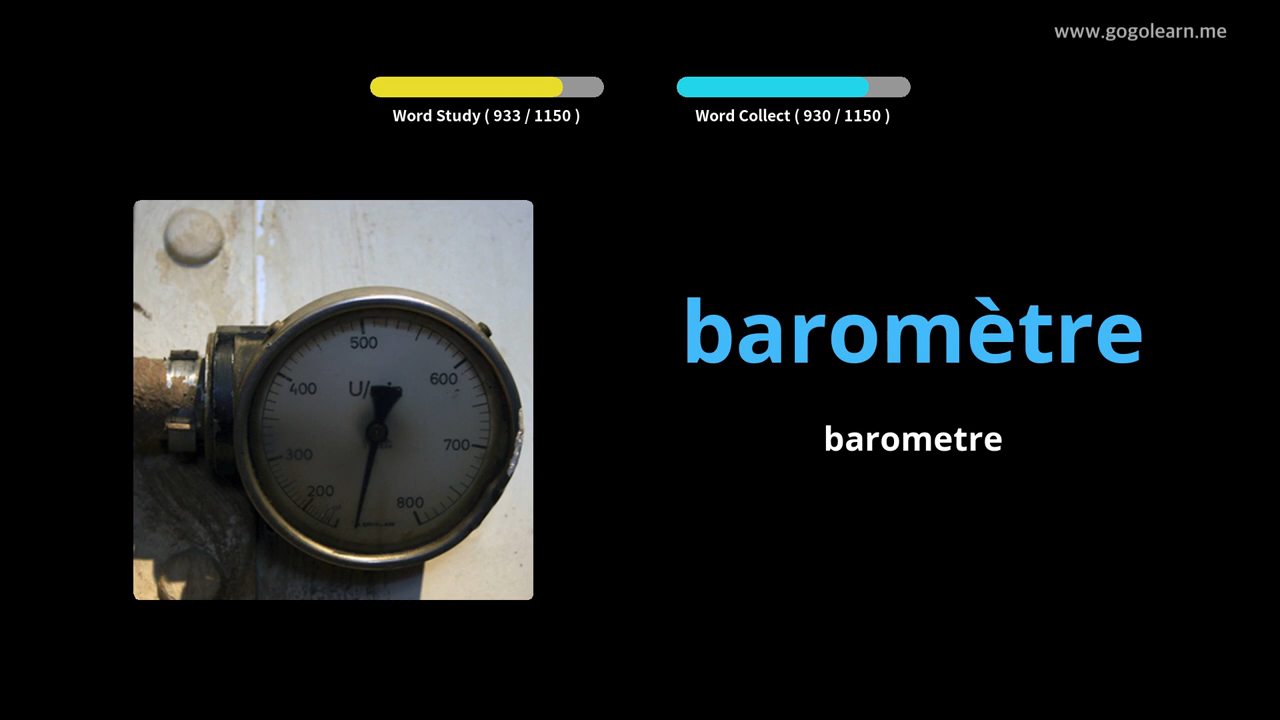 www.gogolearn.me
Word Study ( 933 / 1150 )
Word Collect ( 930 / 1150 )
500
400
600
U/
300
700
200
800
baromètre
barometre